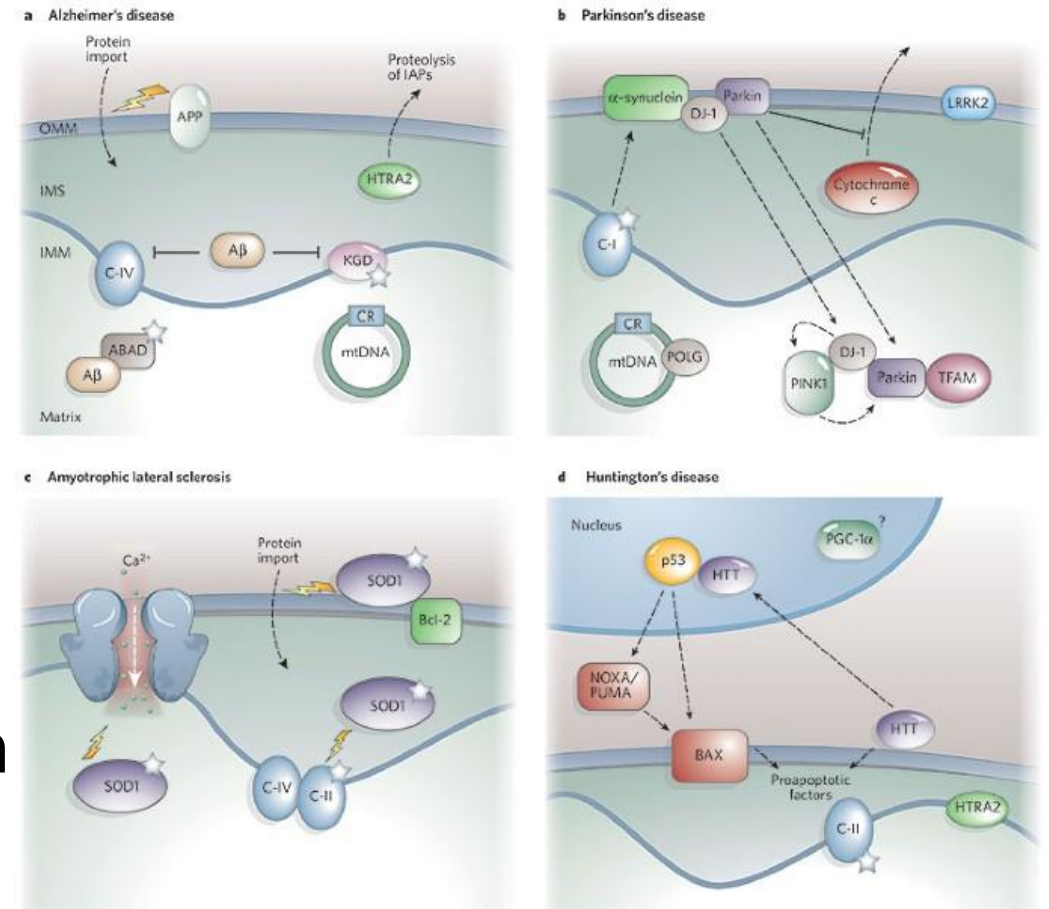 a Alzheimer's disease
Protein
import
APP
Proteolysis
of IAPs
OMM
HTRA2
IMS
IMM
C-IV
Aβ
KGD
ABAD
Aβ
CR
mtDNA
Matrix
b Parkinson's disease
α-synuclein
DJ-1
Parkin
LRRK2
Cytochrome
c
C-I
CR
mtDNA
POLG
DJ-1
PINK1
Parkin
TFAM
c Amyotrophic lateral sclerosis
Ca²⁺
Protein
import
SOD1
Bcl-2
SOD1
SOD1
C-IV
C-II
n
d Huntington's disease
Nucleus
PGC-1α
?
p53
HTT
NOXA/
PUMA
BAX
HTT
Proapoptotic
factors
C-II
HTRA2